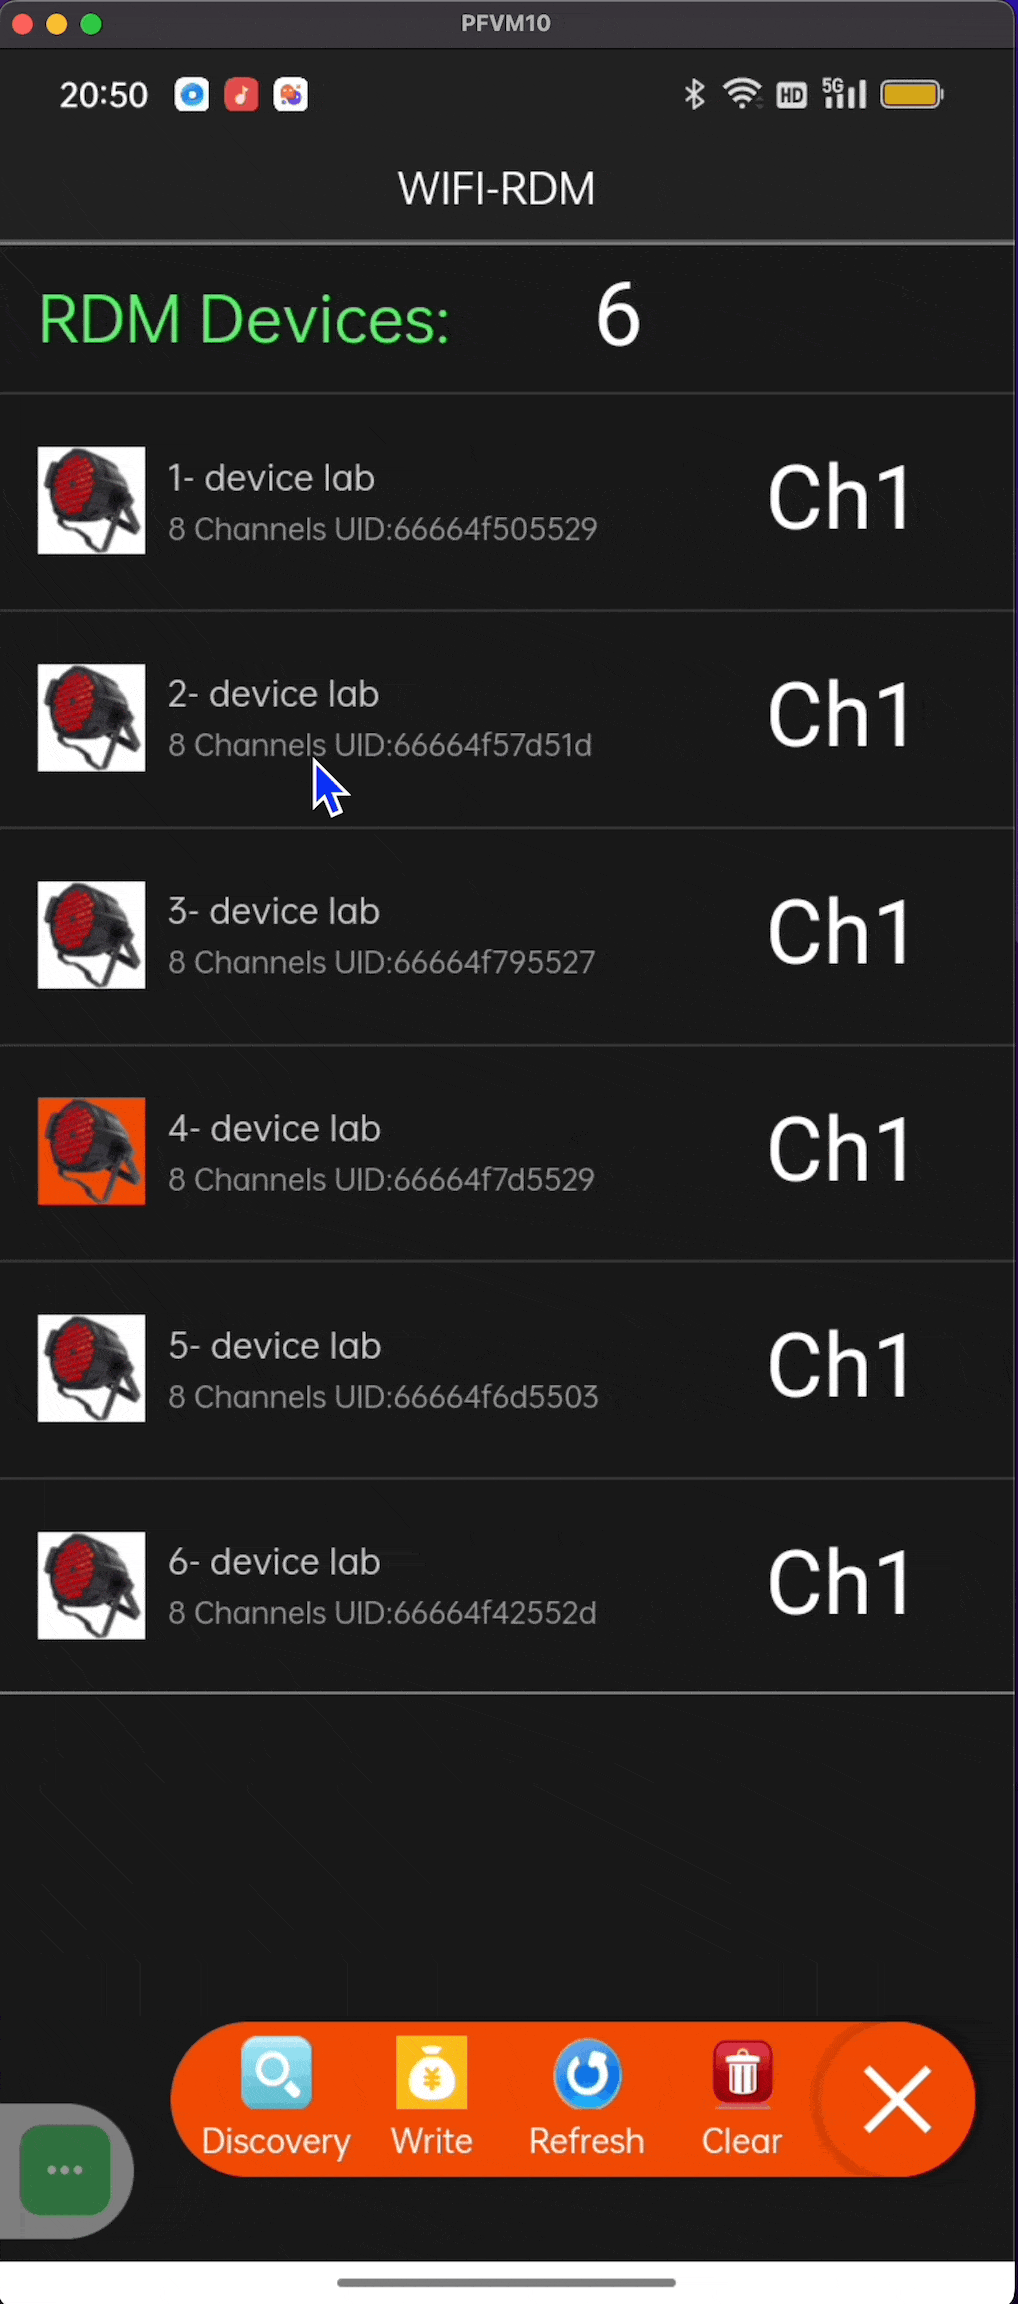 PFVM10
20:50
HD 5G
WIFI-RDM
RDM Devices: 6
1- device lab
8 Channels UID:66664f505529
Ch1
2- device lab
8 Channels UID:66664f57d51d
Ch1
3- device lab
8 Channels UID:66664f795527
Ch1
4- device lab
8 Channels UID:66664f7d5529
Ch1
5- device lab
8 Channels UID:66664f6d5503
Ch1
6- device lab
8 Channels UID:66664f42552d
Ch1
¥
Discovery Write Refresh Clear